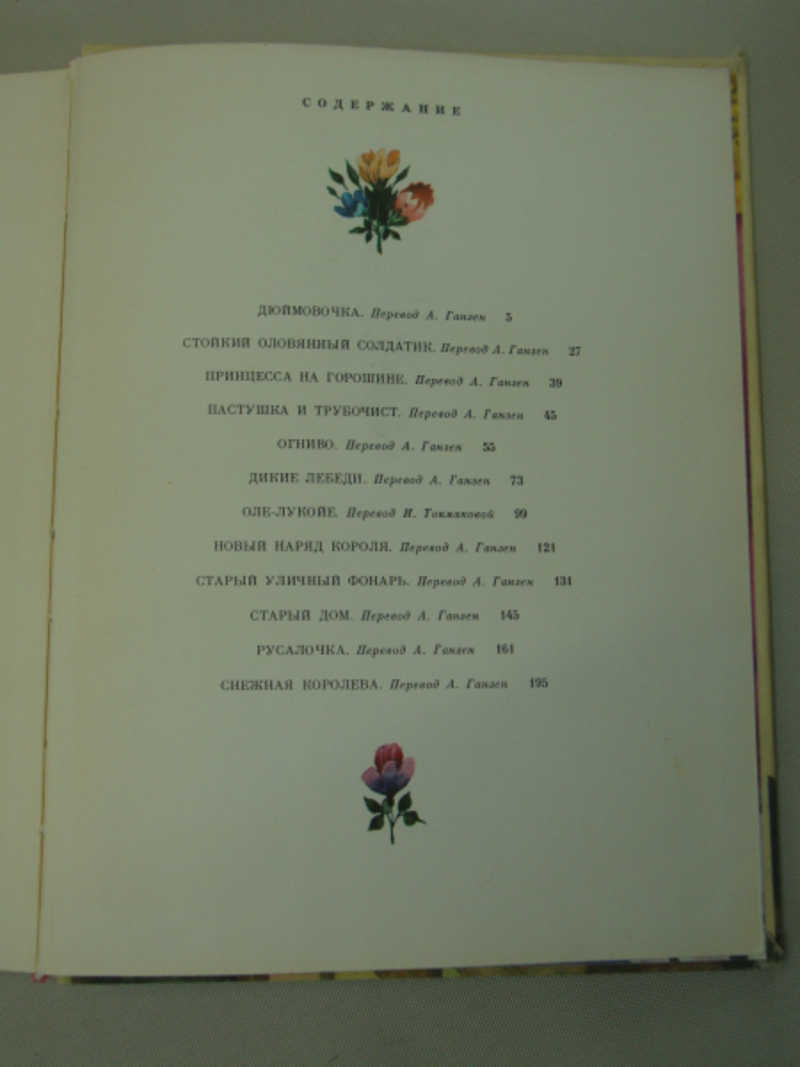 СОДЕРЖАНИЕ
ДЮЙМОВОЧКА. Перевод А. Ганзен 5
СТОЙКИЙ ОЛОВЯННЫЙ СОЛДАТИК. Перевод А. Ганзен 27
ПРИНЦЕССА НА ГОРОШИНЕ. Перевод А. Ганзен 39
ПАСТУШКА И ТРУБОЧИСТ. Перевод А. Ганзен 45
ОГНИВО. Перевод А. Ганзен 55
ДИКИЕ ЛЕБЕДИ. Перевод А. Ганзен 73
ОЛЕ-ЛУКОЙЕ. Перевод И. Токмаковой 99
НОВЫЙ НАРЯД КОРОЛЯ. Перевод А. Ганзен 121
СТАРЫЙ УЛИЧНЫЙ ФОНАРЬ. Перевод А. Ганзен 131
СТАРЫЙ ДОМ. Перевод А. Ганзен 145
РУСАЛОЧКА. Перевод А. Ганзен 161
СНЕЖНАЯ КОРОЛЕВА. Перевод А. Ганзен 195